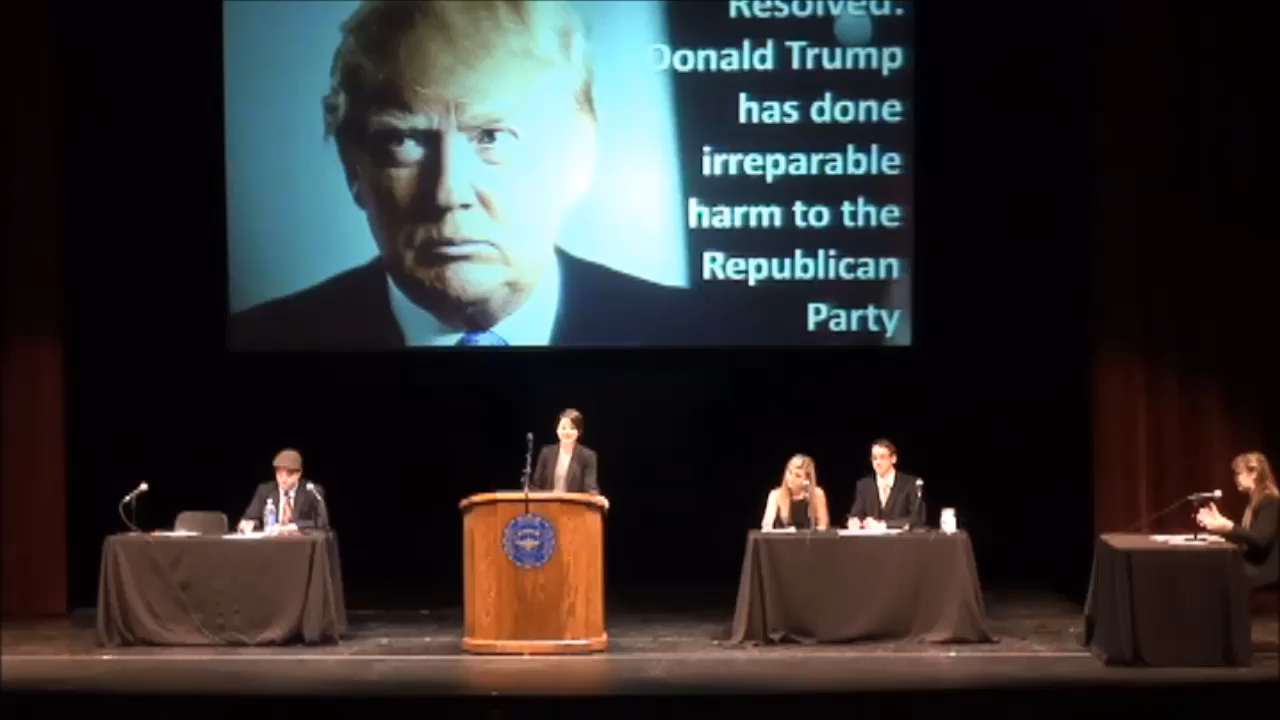 Resolved:
Donald Trump
has done
irreparable
harm to the
Republican
Party